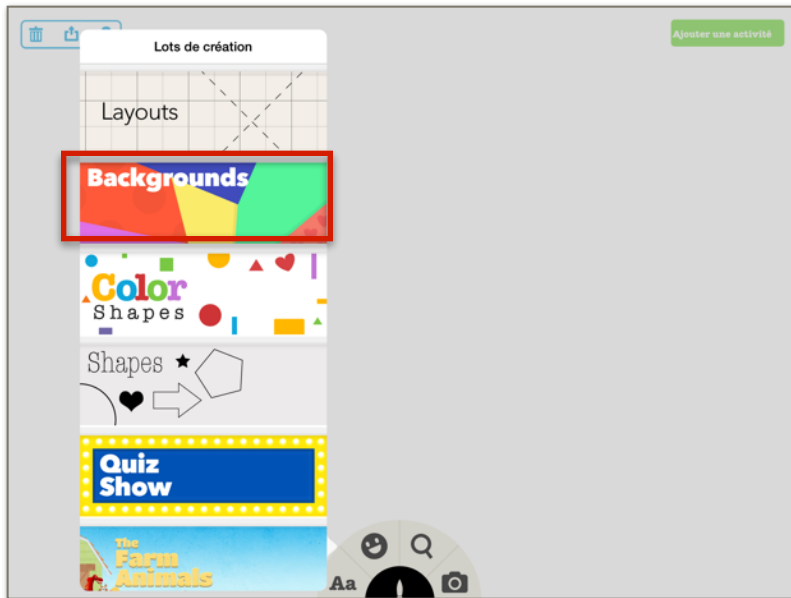 Lots de création
Ajouter une activité
Layouts
Backgrounds
Color
Shapes
Shapes
Quiz
Show
The
Farm
Animals
Aa